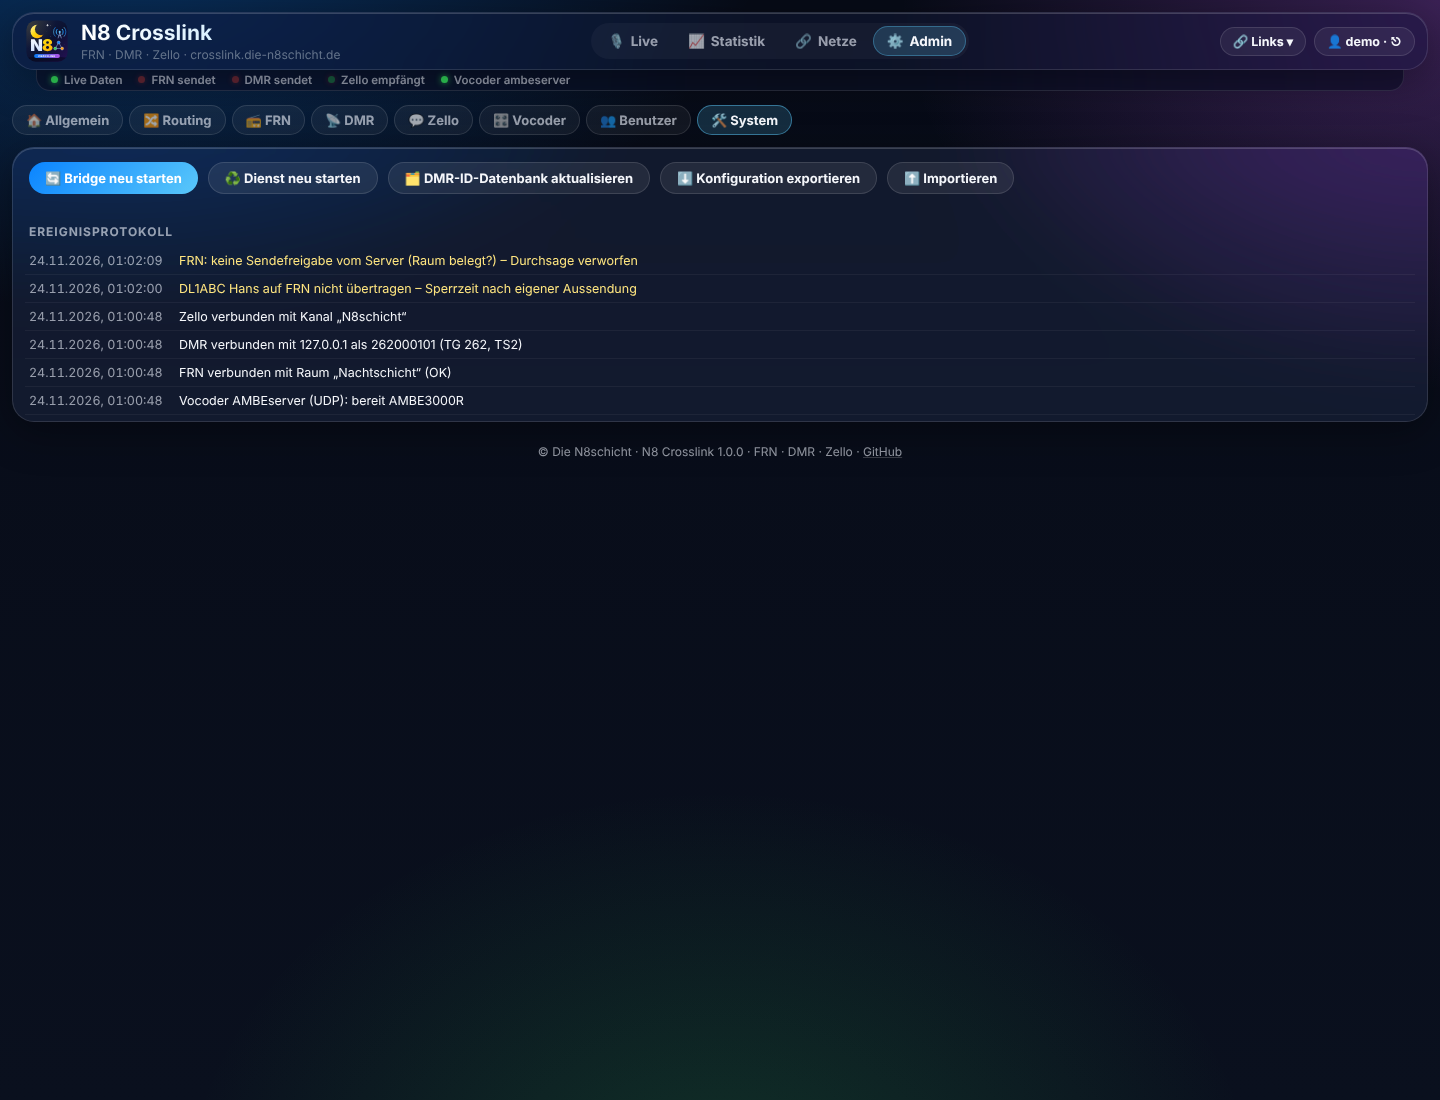 N8 Crosslink
FRN · DMR · Zello · crosslink.die-n8schicht.de
Live Statistik Netze Admin
Links ▾ demo ·
Live Daten FRN sendet DMR sendet Zello empfängt Vocoder ambeserver
Allgemein Routing FRN DMR Zello Vocoder Benutzer System
Bridge neu starten Dienst neu starten DMR-ID-Datenbank aktualisieren Konfiguration exportieren Importieren
EREIGNISPROTOKOLL
24.11.2026, 01:02:09 FRN: keine Sendefreigabe vom Server (Raum belegt?) – Durchsage verworfen
24.11.2026, 01:02:00 DL1ABC Hans auf FRN nicht übertragen – Sperrzeit nach eigener Aussendung
24.11.2026, 01:00:48 Zello verbunden mit Kanal „N8schicht“
24.11.2026, 01:00:48 DMR verbunden mit 127.0.0.1 als 262000101 (TG 262, TS2)
24.11.2026, 01:00:48 FRN verbunden mit Raum „Nachtschicht“ (OK)
24.11.2026, 01:00:48 Vocoder AMBEserver (UDP): bereit AMBE3000R
© Die N8schicht · N8 Crosslink 1.0.0 · FRN · DMR · Zello · GitHub